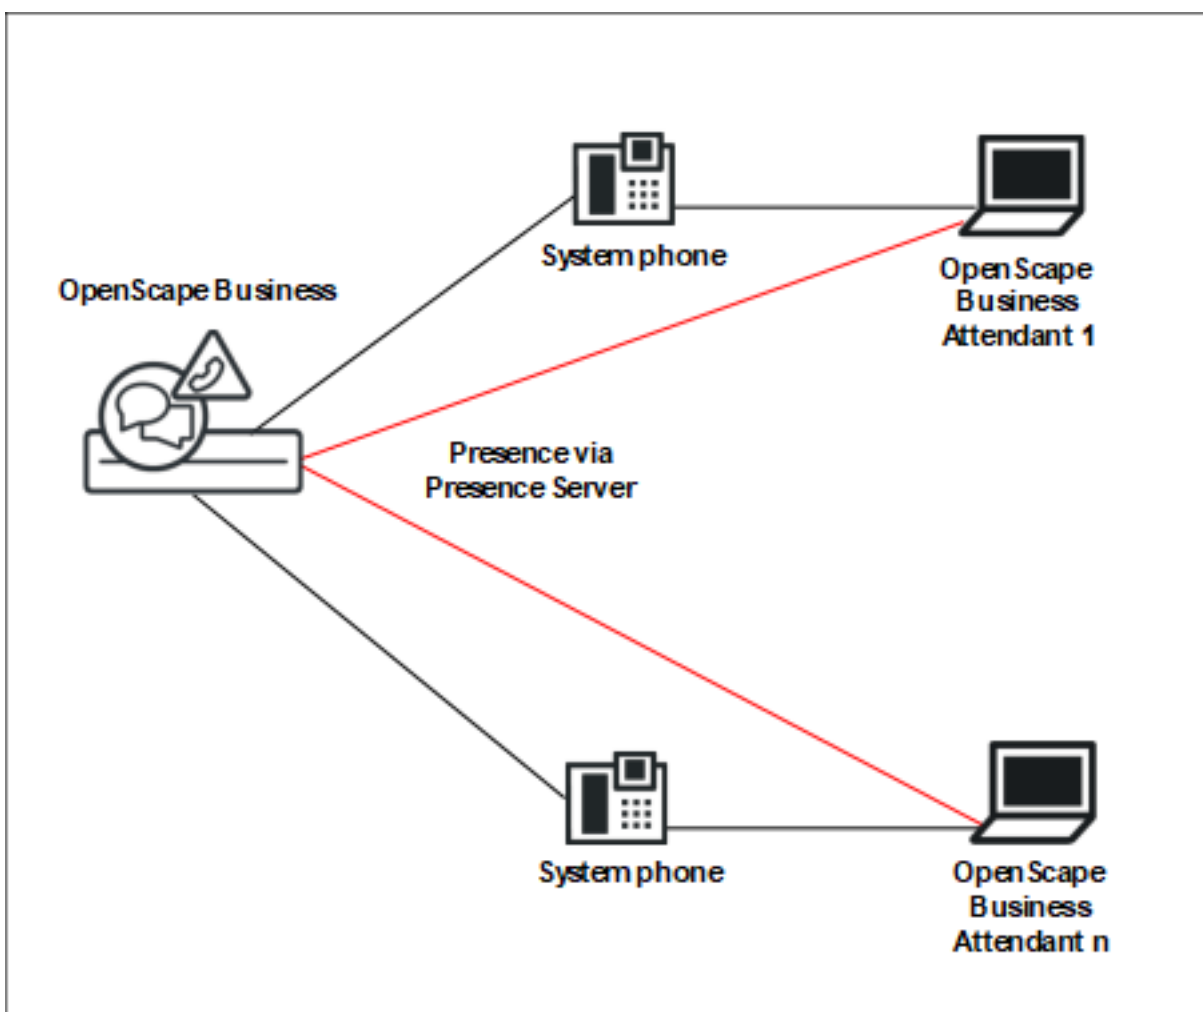 System phone
OpenScape
Business
Attendant 1
OpenScape Business
Presence via
Presence Server
System phone
OpenScape
Business
Attendant n